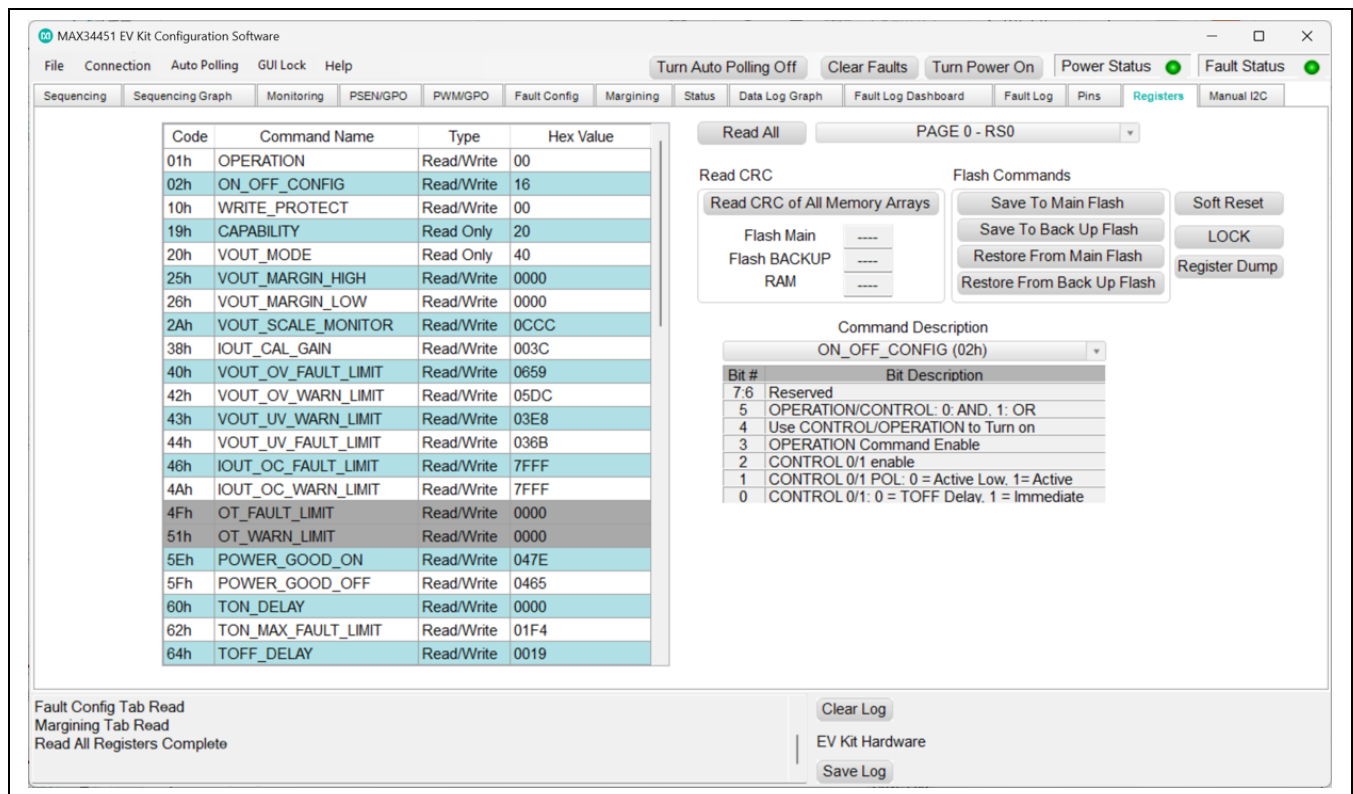 MAX34451 EV Kit Configuration Software
File Connection Auto Polling GUI Lock Help Turn Auto Polling Off Clear Faults Turn Power On Power Status Fault Status
Sequencing Sequencing Graph Monitoring PSEN/GPO PWM/GPO Fault Config Margining Status Data Log Graph Fault Log Dashboard Fault Log Pins Registers Manual I2C
Code Command Name Type Hex Value
01h OPERATION Read/Write 00
02h ON_OFF_CONFIG Read/Write 16
10h WRITE_PROTECT Read/Write 00
19h CAPABILITY Read Only 20
20h VOUT_MODE Read Only 40
25h VOUT_MARGIN_HIGH Read/Write 0000
26h VOUT_MARGIN_LOW Read/Write 0000
2Ah VOUT_SCALE_MONITOR Read/Write 0CCC
38h IOUT_CAL_GAIN Read/Write 003C
40h VOUT_OV_FAULT_LIMIT Read/Write 0659
42h VOUT_OV_WARN_LIMIT Read/Write 05DC
43h VOUT_UV_WARN_LIMIT Read/Write 03E8
44h VOUT_UV_FAULT_LIMIT Read/Write 036B
46h IOUT_OC_FAULT_LIMIT Read/Write 7FFF
4Ah IOUT_OC_WARN_LIMIT Read/Write 7FFF
4Fh OT_FAULT_LIMIT Read/Write 0000
51h OT_WARN_LIMIT Read/Write 0000
5Eh POWER_GOOD_ON Read/Write 047E
5Fh POWER_GOOD_OFF Read/Write 0465
60h TON_DELAY Read/Write 0000
62h TON_MAX_FAULT_LIMIT Read/Write 01F4
64h TOFF_DELAY Read/Write 0019
Read All PAGE 0 - RS0
Read CRC
Read CRC of All Memory Arrays
Flash Main ----
Flash BACKUP ----
RAM ----
Flash Commands
Save To Main Flash
Save To Back Up Flash
Restore From Main Flash
Restore From Back Up Flash
Soft Reset
LOCK
Register Dump
Command Description
ON_OFF_CONFIG (02h)
Bit # Bit Description
7:6 Reserved
5 OPERATION/CONTROL: 0: AND, 1: OR
4 Use CONTROL/OPERATION to Turn on
3 OPERATION Command Enable
2 CONTROL 0/1 enable
1 CONTROL 0/1 POL: 0 = Active Low, 1= Active
0 CONTROL 0/1: 0 = TOFF Delay, 1 = Immediate
Fault Config Tab Read
Margining Tab Read
Read All Registers Complete
Clear Log
EV Kit Hardware
Save Log